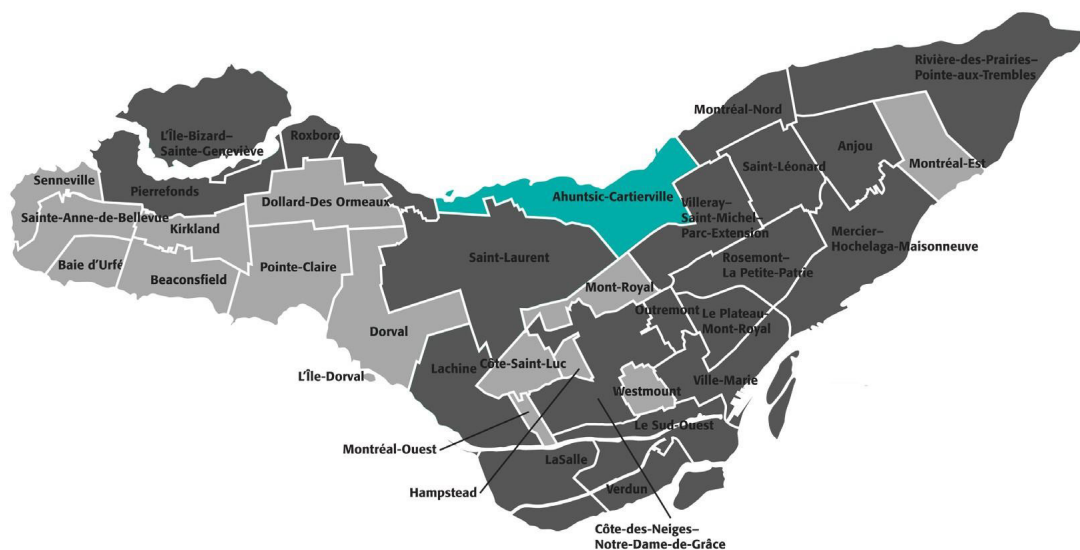 Rivière-des-Prairies–
Pointe-aux-Trembles
Montréal-Nord
L'Île-Bizard–
Sainte-Geneviève
Roxboro
Anjou
Saint-Léonard
Montréal-Est
Senneville
Pierrefonds
Ahuntsic-Cartierville
Dollard-Des Ormeaux
Villeray–
Saint-Michel–
Parc-Extension
Sainte-Anne-de-Bellevue
Kirkland
Mercier–
Hochelaga-Maisonneuve
Saint-Laurent
Rosemont–
La Petite-Patrie
Baie d'Urfé
Beaconsfield
Pointe-Claire
Mont-Royal
Outremont
Le Plateau-
Mont-Royal
Dorval
Lachine
Côte-Saint-Luc
L'Île-Dorval
Ville-Marie
Westmount
Le Sud-Ouest
Montréal-Ouest
LaSalle
Hampstead
Verdun
Côte-des-Neiges–
Notre-Dame-de-Grâce